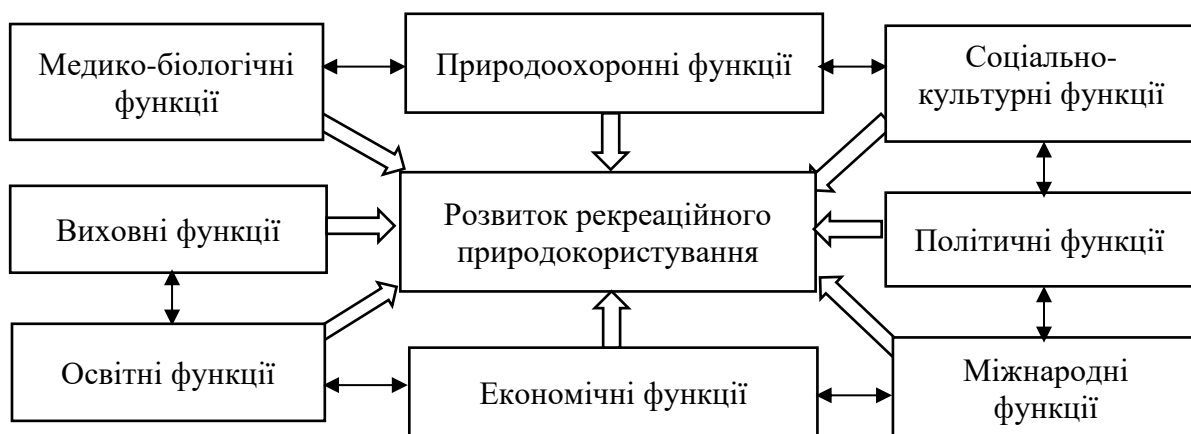 Медико-біологічні
функції
Природоохоронні функції
Соціально-
культурні функції
Виховні функції
Розвиток рекреаційного
природокористування
Політичні функції
Освітні функції
Економічні функції
Міжнародні
функції